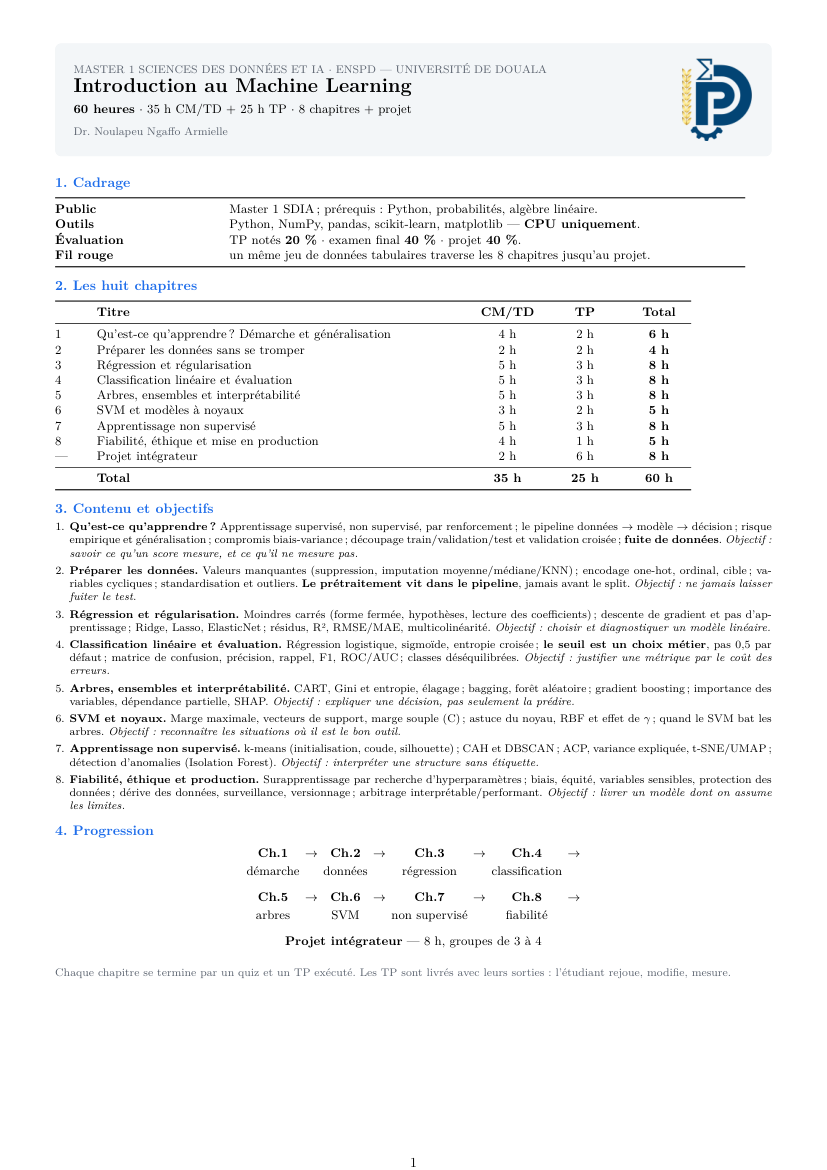 MASTER 1 SCIENCES DES DONNÉES ET IA · ENSPD — UNIVERSITÉ DE DOUALA
Introduction au Machine Learning
60 heures · 35 h CM/TD + 25 h TP · 8 chapitres + projet
Dr. Noulapeu Ngaffo Armielle
1. Cadrage
Public Master 1 SDIA ; prérequis : Python, probabilités, algèbre linéaire.
Outils Python, NumPy, pandas, scikit-learn, matplotlib — CPU uniquement.
Évaluation TP notés 20 % · examen final 40 % · projet 40 %.
Fil rouge un même jeu de données tabulaires traverse les 8 chapitres jusqu'au projet.
2. Les huit chapitres
Titre CM/TD TP Total
1 Qu'est-ce qu'apprendre ? Démarche et généralisation 4 h 2 h 6 h
2 Préparer les données sans se tromper 2 h 2 h 4 h
3 Régression et régularisation 5 h 3 h 8 h
4 Classification linéaire et évaluation 5 h 3 h 8 h
5 Arbres, ensembles et interprétabilité 5 h 3 h 8 h
6 SVM et modèles à noyaux 3 h 2 h 5 h
7 Apprentissage non supervisé 5 h 3 h 8 h
8 Fiabilité, éthique et mise en production 4 h 1 h 5 h
— Projet intégrateur 2 h 6 h 8 h
Total 35 h 25 h 60 h
3. Contenu et objectifs
1. Qu'est-ce qu'apprendre ? Apprentissage supervisé, non supervisé, par renforcement ; le pipeline données → modèle → décision ; risque
empirique et généralisation ; compromis biais-variance ; découpage train/validation/test et validation croisée ; fuite de données. Objectif :
savoir ce qu'un score mesure, et ce qu'il ne mesure pas.
2. Préparer les données. Valeurs manquantes (suppression, imputation moyenne/médiane/KNN) ; encodage one-hot, ordinal, cible ; va-
riables cycliques ; standardisation et outliers. Le prétraitement vit dans le pipeline, jamais avant le split. Objectif : ne jamais laisser
fuiter le test.
3. Régression et régularisation. Moindres carrés (forme fermée, hypothèses, lecture des coefficients) ; descente de gradient et pas d'ap-
prentissage ; Ridge, Lasso, ElasticNet ; résidus, R², RMSE/MAE, multicolinéarité. Objectif : choisir et diagnostiquer un modèle linéaire.
4. Classification linéaire et évaluation. Régression logistique, sigmoïde, entropie croisée ; le seuil est un choix métier, pas 0,5 par
défaut ; matrice de confusion, précision, rappel, F1, ROC/AUC ; classes déséquilibrées. Objectif : justifier une métrique par le coût des
erreurs.
5. Arbres, ensembles et interprétabilité. CART, Gini et entropie, élagage ; bagging, forêt aléatoire ; gradient boosting ; importance des
variables, dépendance partielle, SHAP. Objectif : expliquer une décision, pas seulement la prédire.
6. SVM et noyaux. Marge maximale, vecteurs de support, marge souple (C) ; astuce du noyau, RBF et effet de γ ; quand le SVM bat les
arbres. Objectif : reconnaître les situations où il est le bon outil.
7. Apprentissage non supervisé. k-means (initialisation, coude, silhouette) ; CAH et DBSCAN ; ACP, variance expliquée, t-SNE/UMAP ;
détection d'anomalies (Isolation Forest). Objectif : interpréter une structure sans étiquette.
8. Fiabilité, éthique et production. Surapprentissage par recherche d'hyperparamètres ; biais, équité, variables sensibles, protection des
données ; dérive des données, surveillance, versionnage ; arbitrage interprétable/performant. Objectif : livrer un modèle dont on assume
les limites.
4. Progression
Ch.1 → Ch.2 → Ch.3 → Ch.4 →
démarche données régression classification
Ch.5 → Ch.6 → Ch.7 → Ch.8 →
arbres SVM non supervisé fiabilité
Projet intégrateur — 8 h, groupes de 3 à 4
Chaque chapitre se termine par un quiz et un TP exécuté. Les TP sont livrés avec leurs sorties : l'étudiant rejoue, modifie, mesure.
1